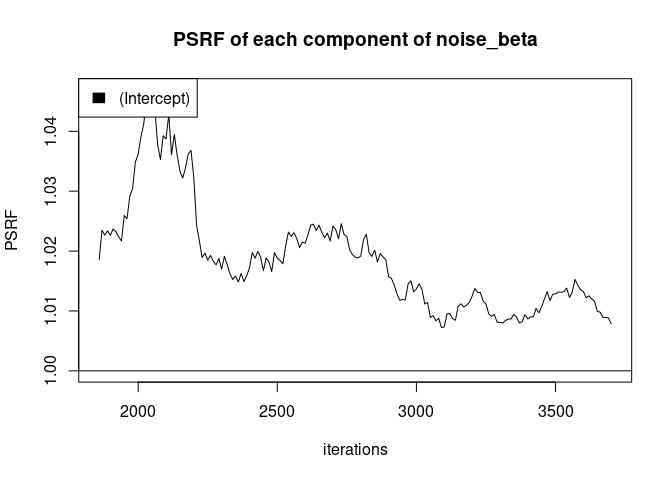 PSRF of each component of noise_beta
(Intercept)
PSRF
1.04
1.03
1.02
1.01
1.00
2000 2500 3000 3500
iterations